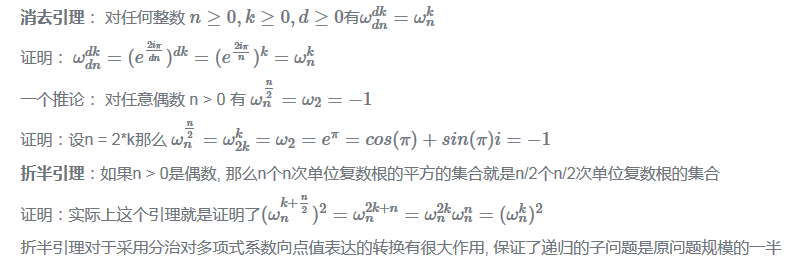 消去引理： 对任何整数 $n \geq 0, k \geq 0, d \geq 0$有$\omega_{dn}^{dk} = \omega_n^k$
证明： $\omega_{dn}^{dk} = (e^{\frac{2i\pi}{dn}})^{dk} = (e^{\frac{2i\pi}{n}})^k = \omega_n^k$
一个推论： 对任意偶数 n > 0 有 $\omega_n^{\frac{n}{2}} = \omega_2 = -1$
证明：设n = 2*k那么 $\omega_n^{\frac{n}{2}} = \omega_{2k}^k = \omega_2 = e^{\pi} = cos(\pi) + sin(\pi)i = -1$
折半引理：如果n > 0是偶数, 那么n个n次单位复数根的平方的集合就是n/2个n/2次单位复数根的集合
证明：实际上这个引理就是证明了$(\omega_n^{k+\frac{n}{2}})^2 = \omega_n^{2k+n} = \omega_n^{2k}\omega_n^n = (\omega_n^k)^2$
折半引理对于采用分治对多项式系数向点值表达的转换有很大作用, 保证了递归的子问题是原问题规模的一半